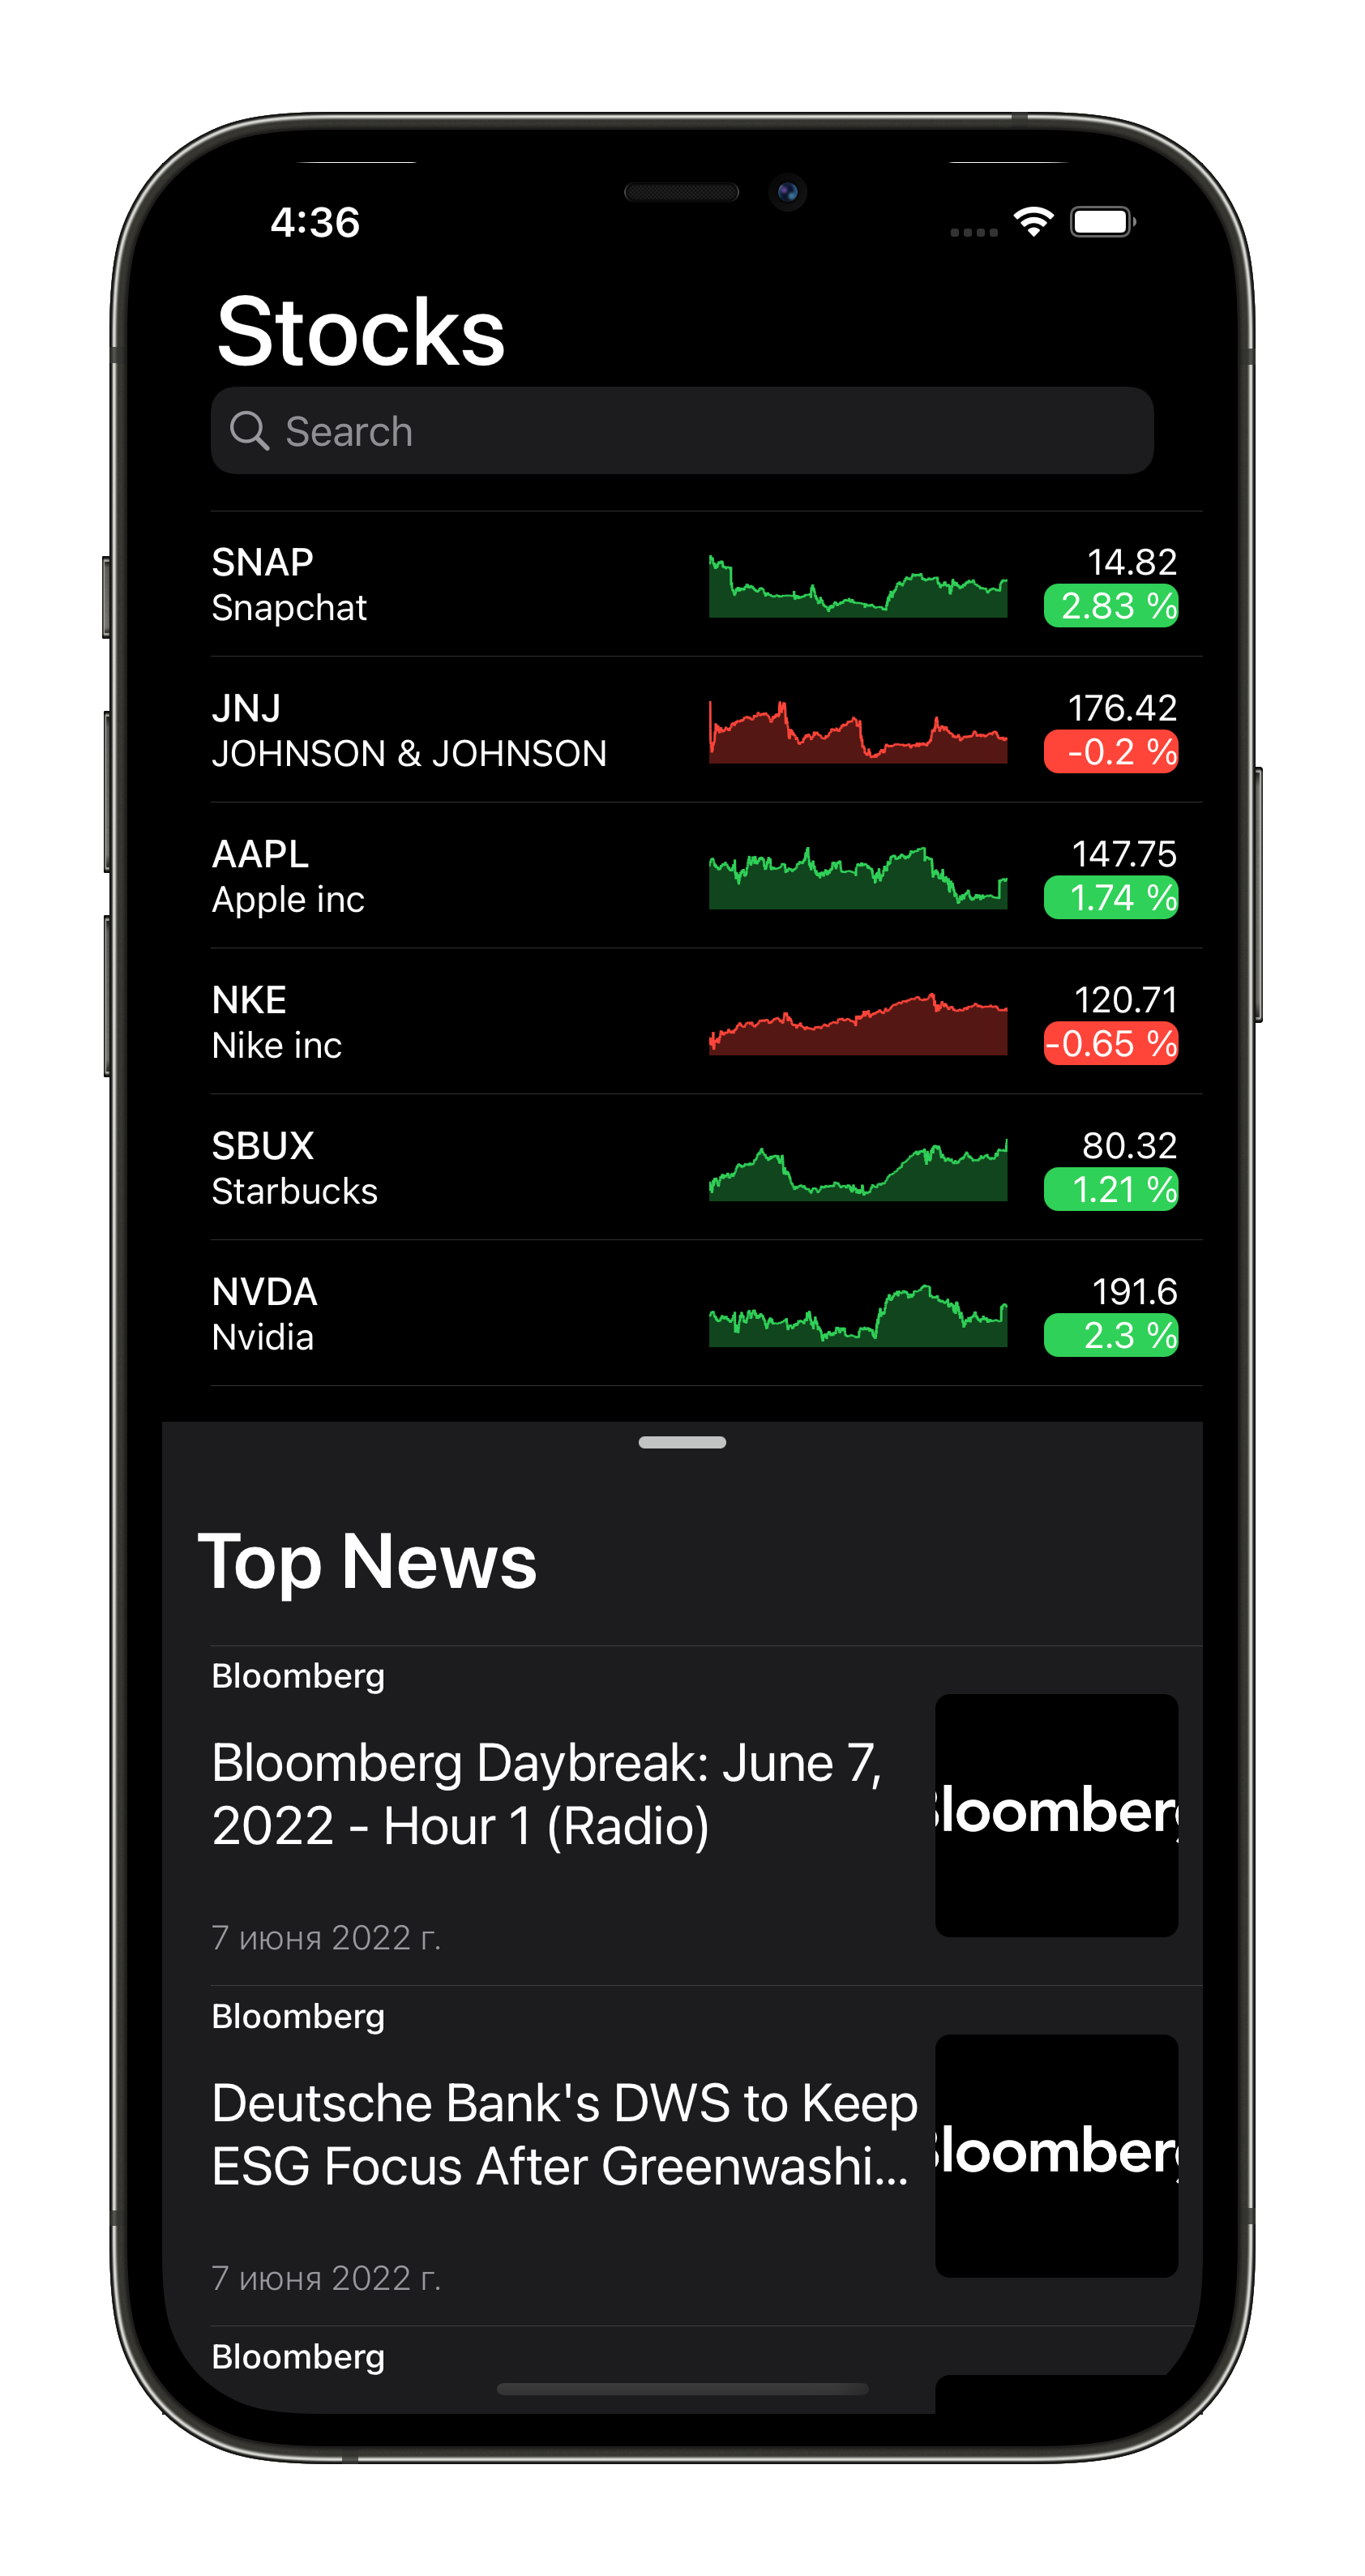 4:36
Stocks
Search
SNAP
14.82
Snapchat
2.83 %
JNJ
176.42
JOHNSON & JOHNSON
-0.2 %
AAPL
147.75
Apple inc
1.74 %
NKE
120.71
Nike inc
-0.65 %
SBUX
80.32
Starbucks
1.21 %
NVDA
191.6
Nvidia
2.3 %
Top News
Bloomberg
Bloomberg Daybreak: June 7,
2022 - Hour 1 (Radio)
Bloomberg
7 июня 2022 г.
Bloomberg
Deutsche Bank's DWS to Keep
ESG Focus After Greenwashi...
Bloomberg
7 июня 2022 г.
Bloomberg